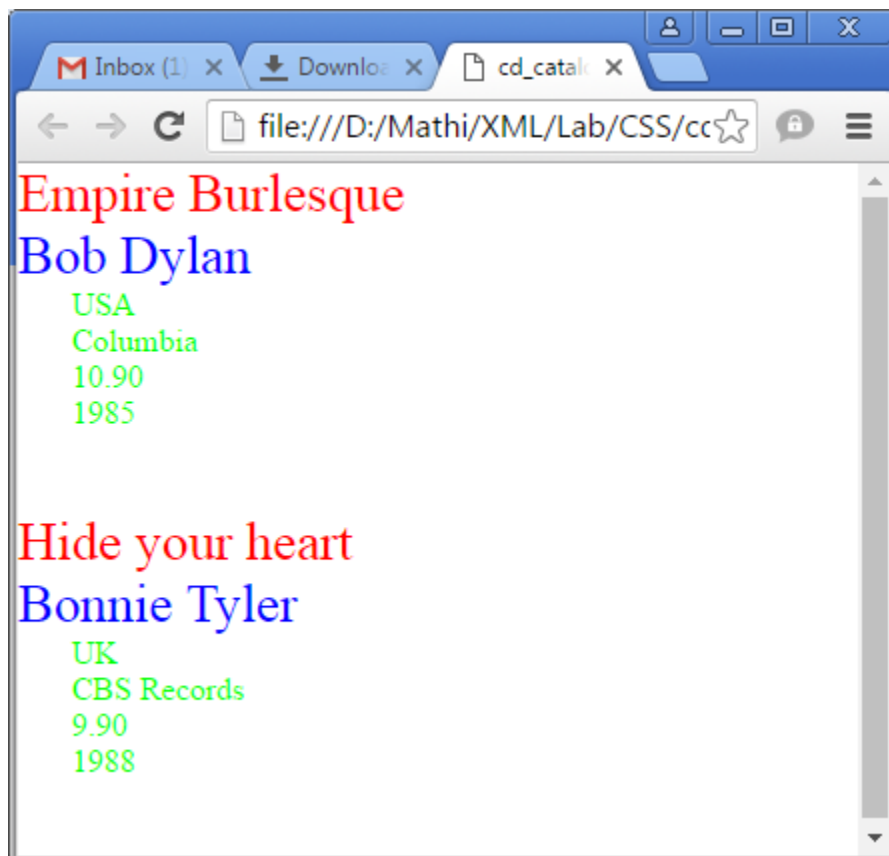 Inbox (1)
Downloa
cd_catal
file:///D:/Mathi/XML/Lab/CSS/cc
Empire Burlesque
Bob Dylan
USA
Columbia
10.90
1985
Hide your heart
Bonnie Tyler
UK
CBS Records
9.90
1988